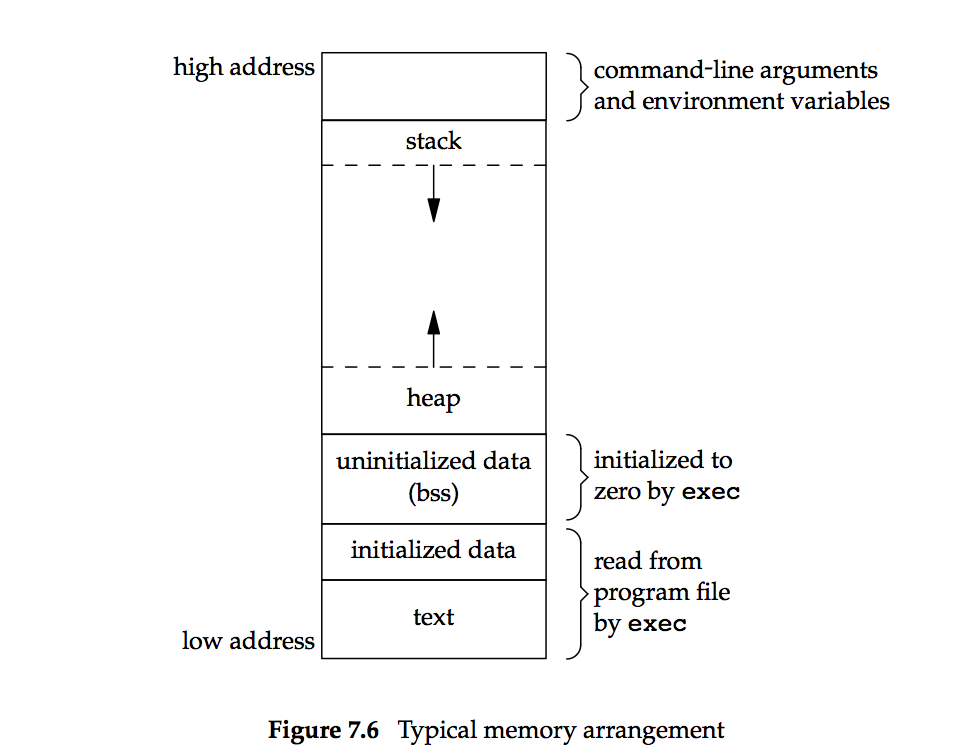 high address
command-line arguments
and environment variables
stack
heap
uninitialized data
(bss)
initialized to
zero by exec
initialized data
read from
program file
by exec
text
low address
Figure 7.6 Typical memory arrangement